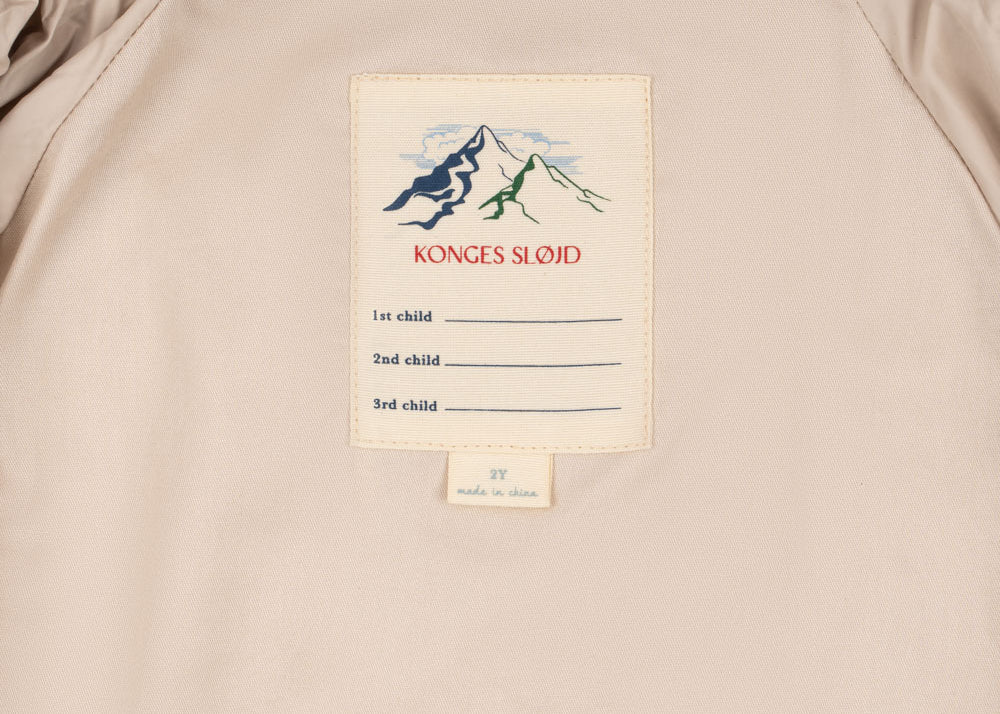 KONGES SLØJD
1st child
2nd child
3rd child
2Y
made in china